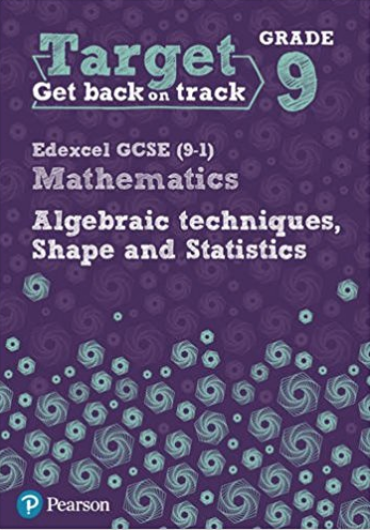 Target
GRADE
9
Get back on track
Edexcel GCSE (9-1)
Mathematics
Algebraic techniques,
Shape and Statistics
Pearson